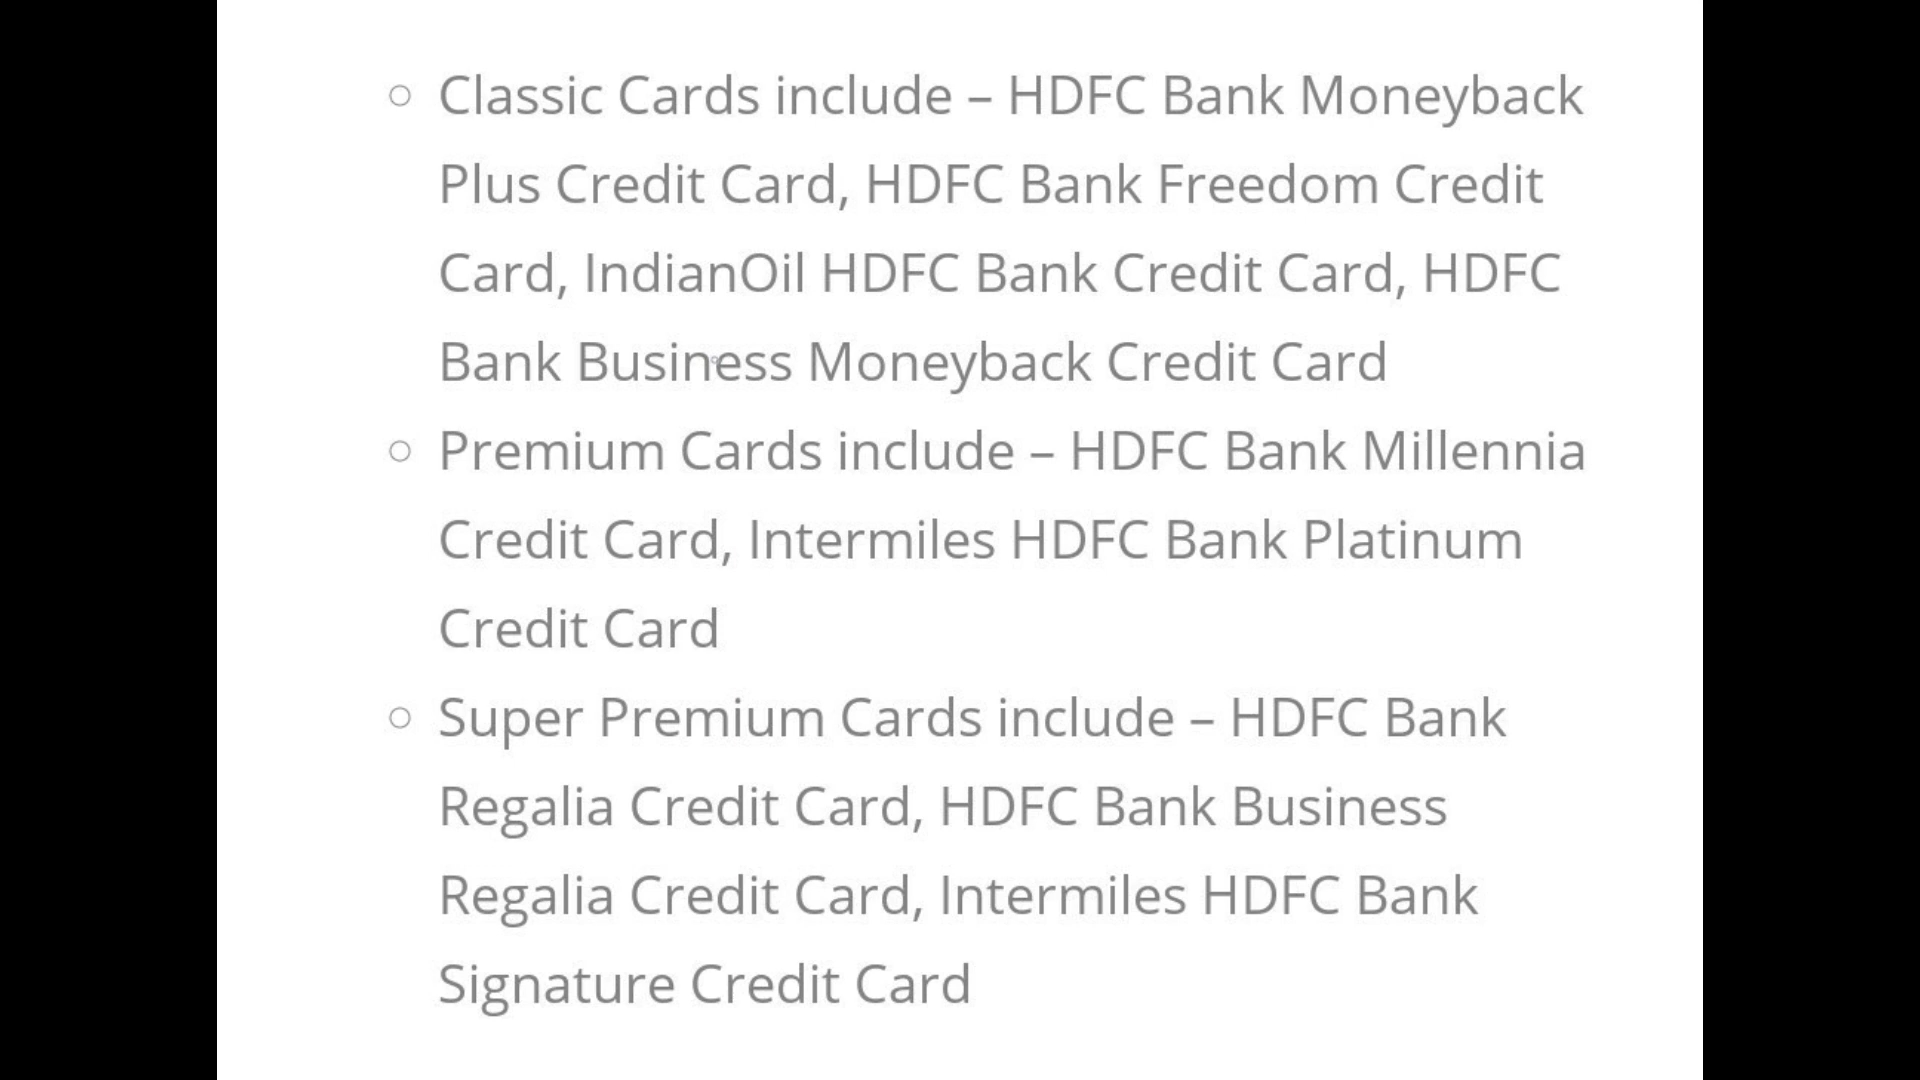 Classic Cards include – HDFC Bank Moneyback
Plus Credit Card, HDFC Bank Freedom Credit
Card, IndianOil HDFC Bank Credit Card, HDFC
Bank Business Moneyback Credit Card
Premium Cards include – HDFC Bank Millennia
Credit Card, Intermiles HDFC Bank Platinum
Credit Card
Super Premium Cards include – HDFC Bank
Regalia Credit Card, HDFC Bank Business
Regalia Credit Card, Intermiles HDFC Bank
Signature Credit Card